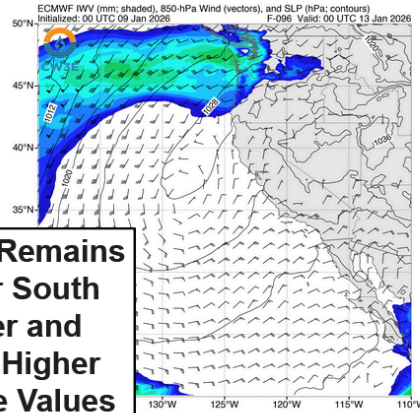 ECMWF IWV (mm; shaded), 850-hPa Wind (vectors), and SLP (hPa; contours)
Initialized: 00 UTC 09 Jan 2026 F-096 Valid: 00 UTC 13 Jan 2026
50°N
CW3E
1020
45°N
1012
1028
40°N
1036
1020
35°N
Remains
South
and
Higher
Values
130°W 125°W 120°W 115°W 110°W